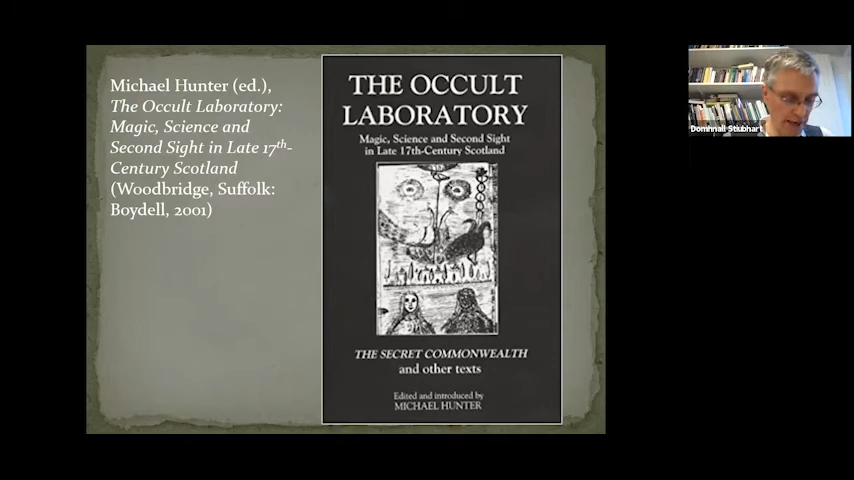 Michael Hunter (ed.),
The Occult Laboratory:
Magic, Science and
Second Sight in Late 17th-
Century Scotland
(Woodbridge, Suffolk:
Boydell, 2001)
THE OCCULT
LABORATORY
Magic, Science and Second Sight
in Late 17th-Century Scotland
THE SECRET COMMONWEALTH
and other texts
Edited and introduced by
MICHAEL HUNTER
Domhnall Stiubhart